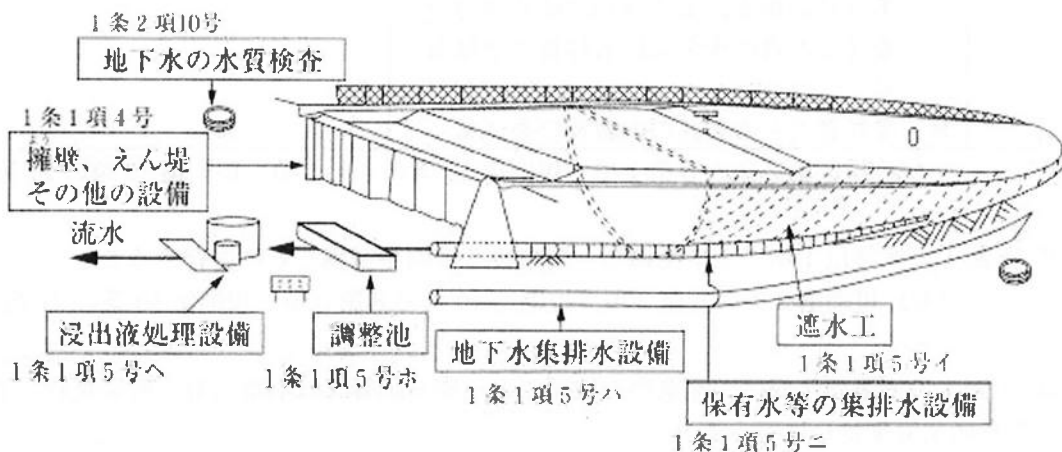 1条2項10号
地下水の水質検査
1条1項4号
よう
擁壁、えん堤
その他の設備
流水
浸出液処理設備
1条1項5号ヘ
調整池
1条1項5号ホ
地下水集排水設備
1条1項5号ハ
遮水工
1条1項5号イ
保有水等の集排水設備
1条1項5号ニ